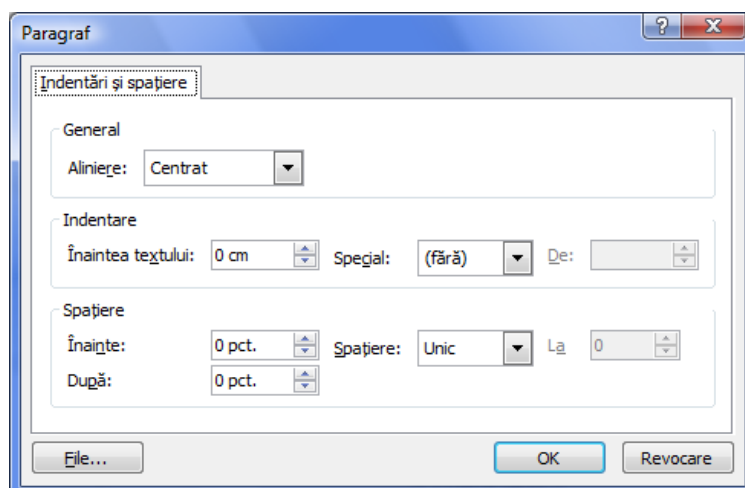 Paragraf
Indentări și spațiere
General
Aliniere: Centrat
Indentare
Înaintea textului: 0 cm Special: (fără) De:
Spațiere
Înainte: 0 pct. Spațiere: Unic La 0
După: 0 pct.
File... OK Revocare